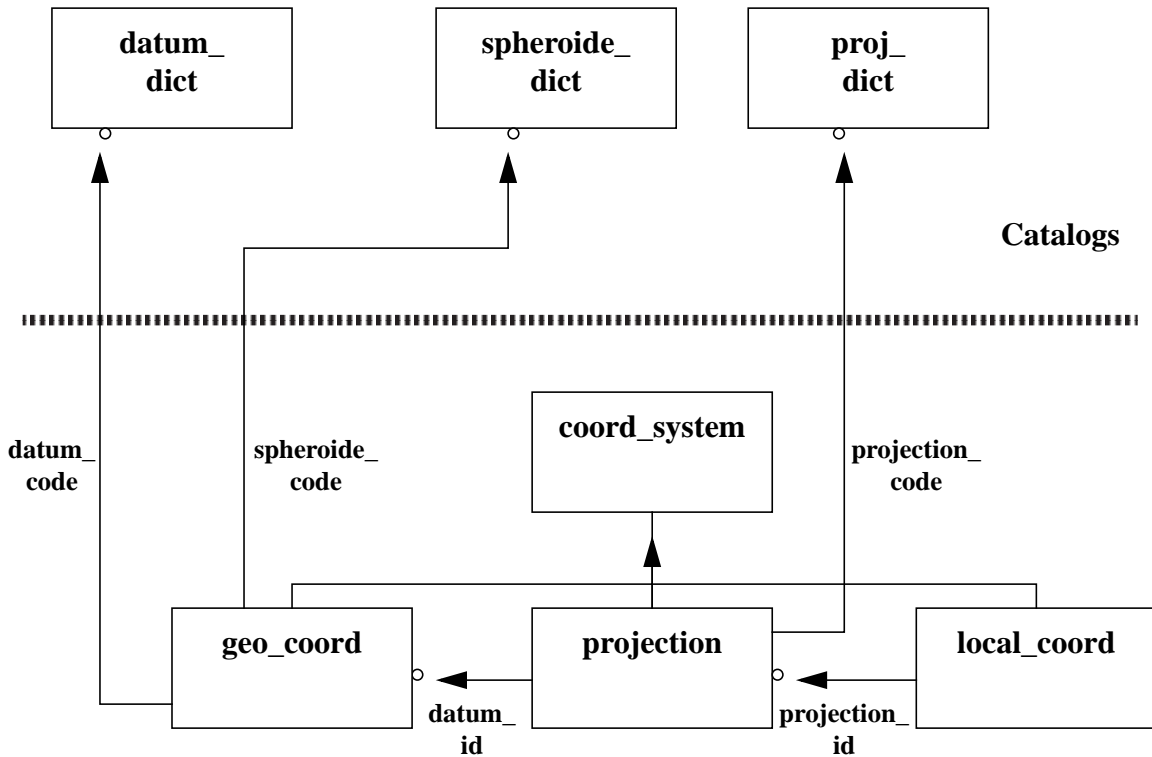 datum_
dict
spheroide_
dict
proj_
dict
Catalogs
datum_
code
spheroide_
code
coord_system
projection_
code
geo_coord
projection
local_coord
datum_
id
projection_
id